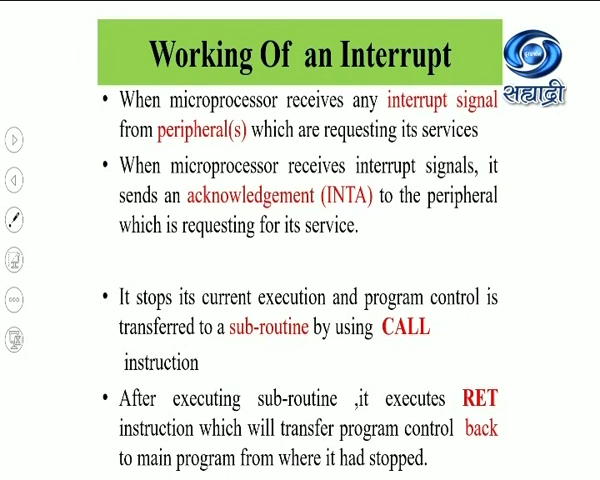 Working Of an Interrupt
सह्याद्री
• When microprocessor receives any interrupt signal
from peripheral(s) which are requesting its services
• When microprocessor receives interrupt signals, it
sends an acknowledgement (INTA) to the peripheral
which is requesting for its service.
• It stops its current execution and program control is
transferred to a sub-routine by using CALL
instruction
• After executing sub-routine ,it executes RET
instruction which will transfer program control back
to main program from where it had stopped.